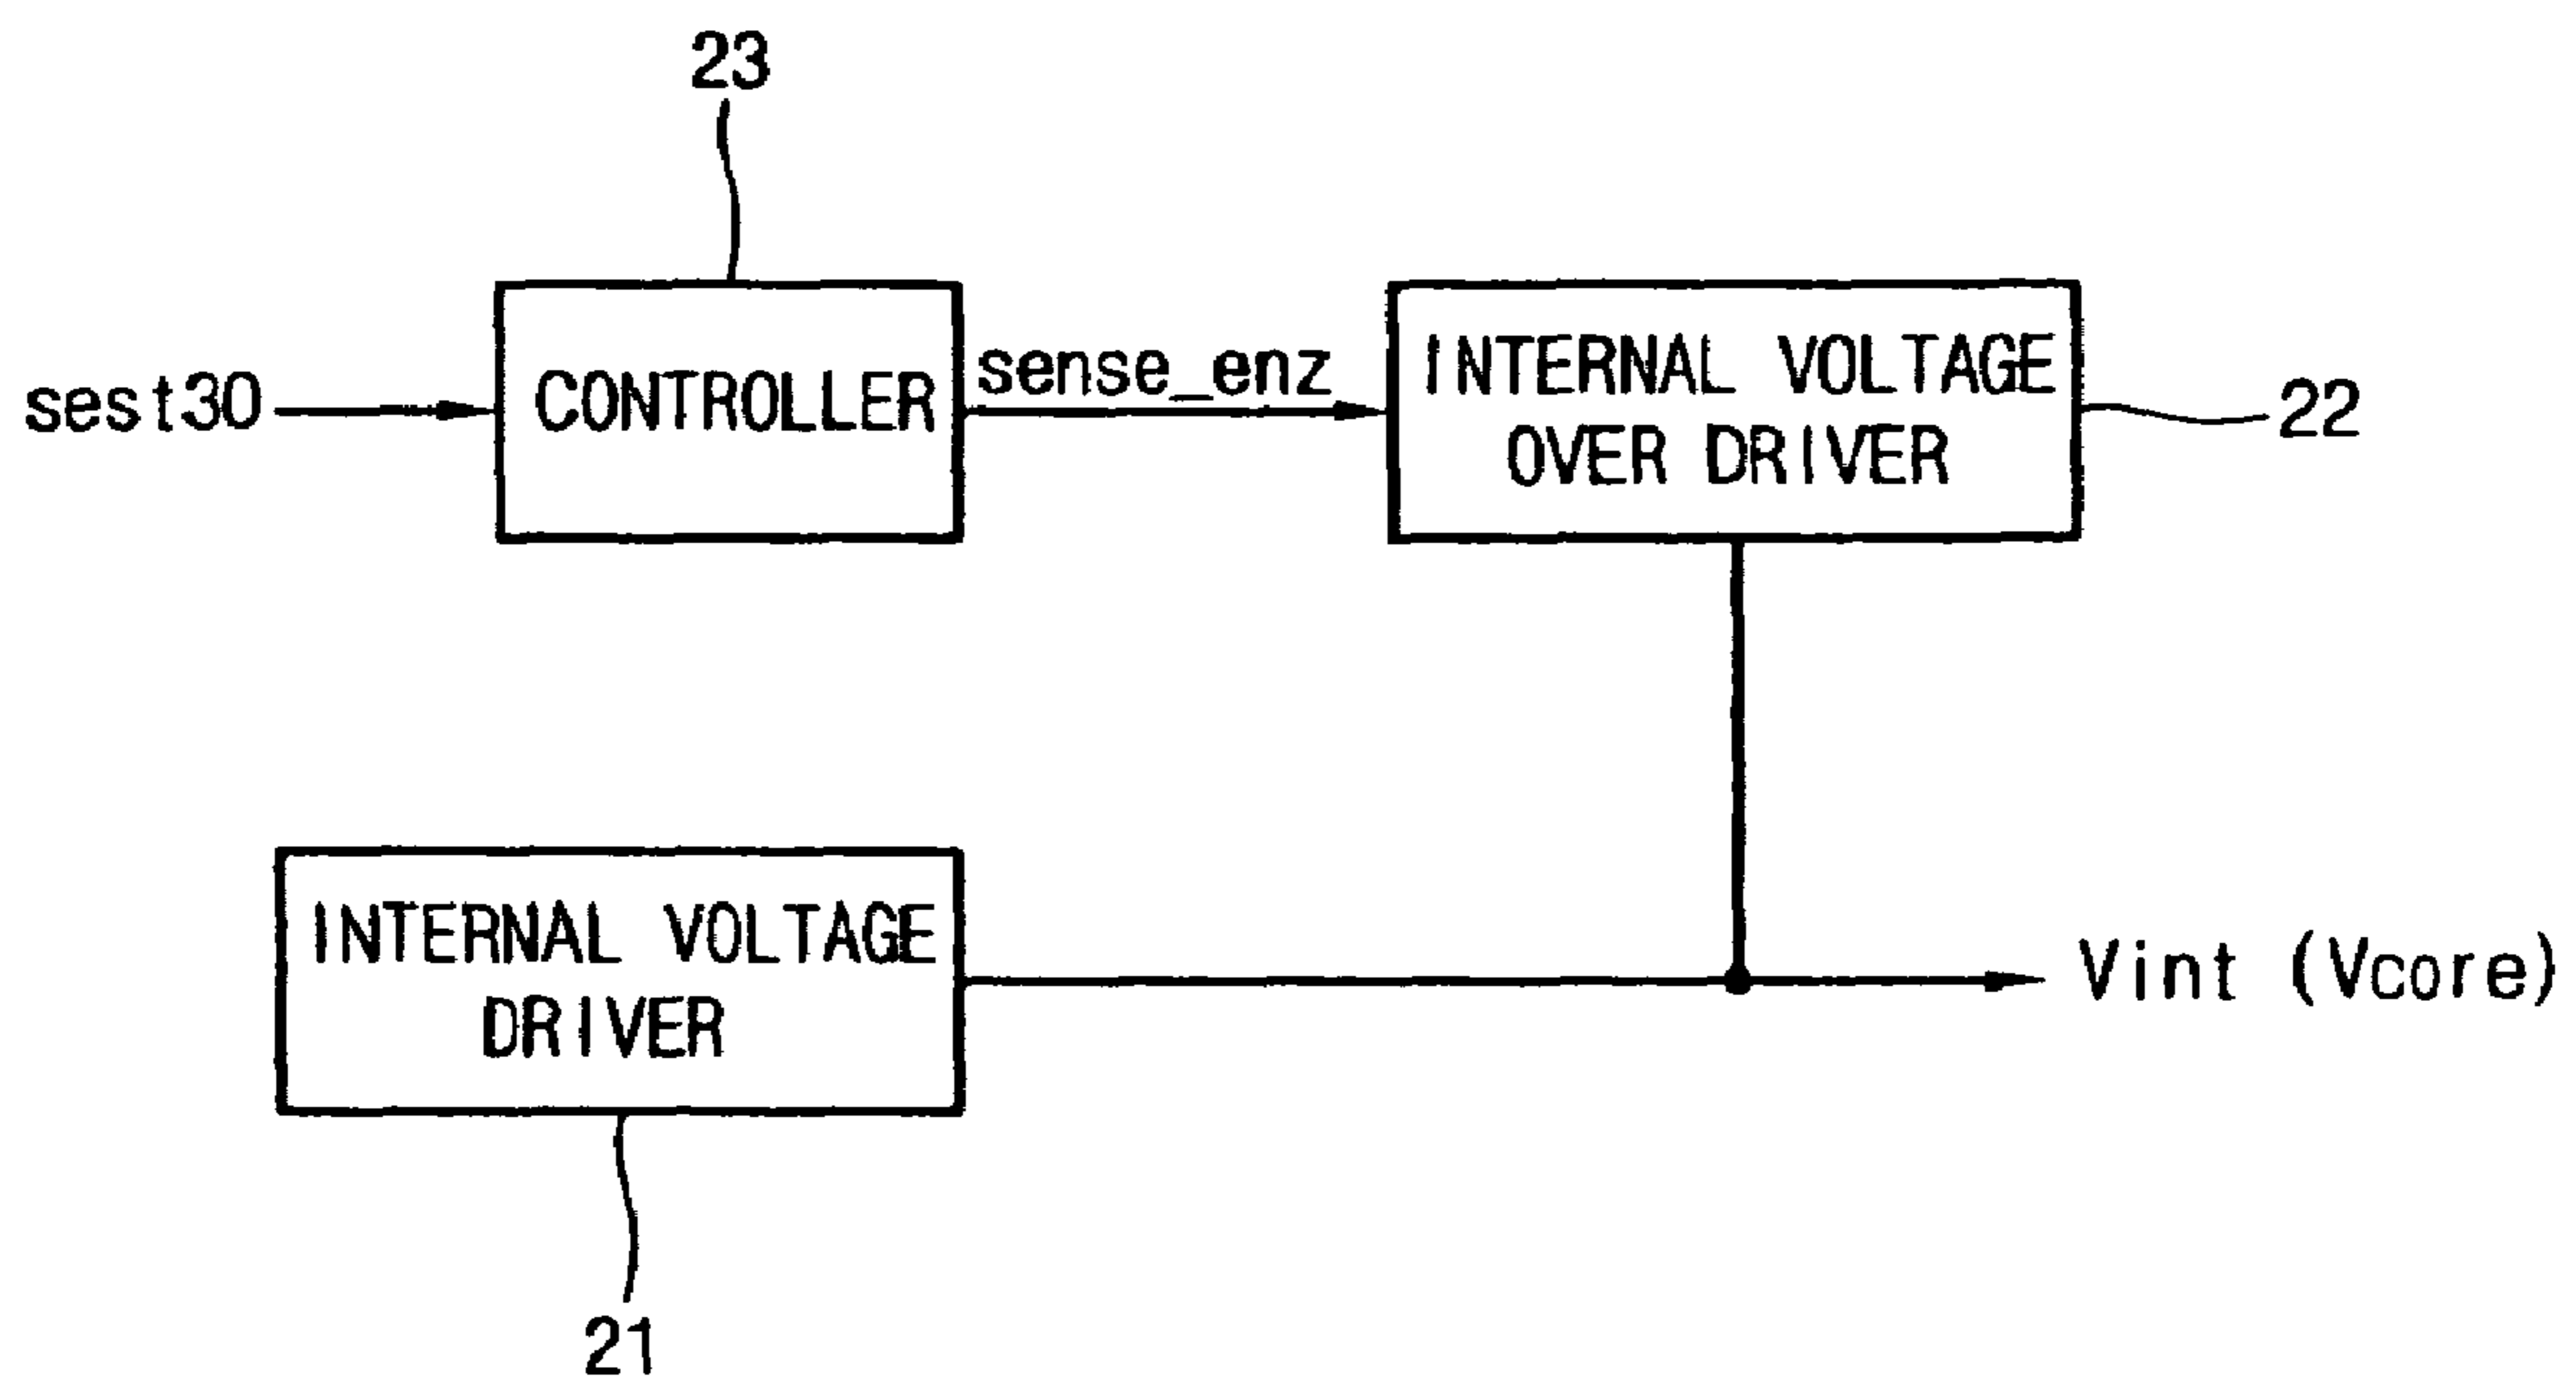 23
sest30
CONTROLLER
sense_enz
INTERNAL VOLTAGE
OVER DRIVER
22
INTERNAL VOLTAGE
DRIVER
Vint (Vcore)
21